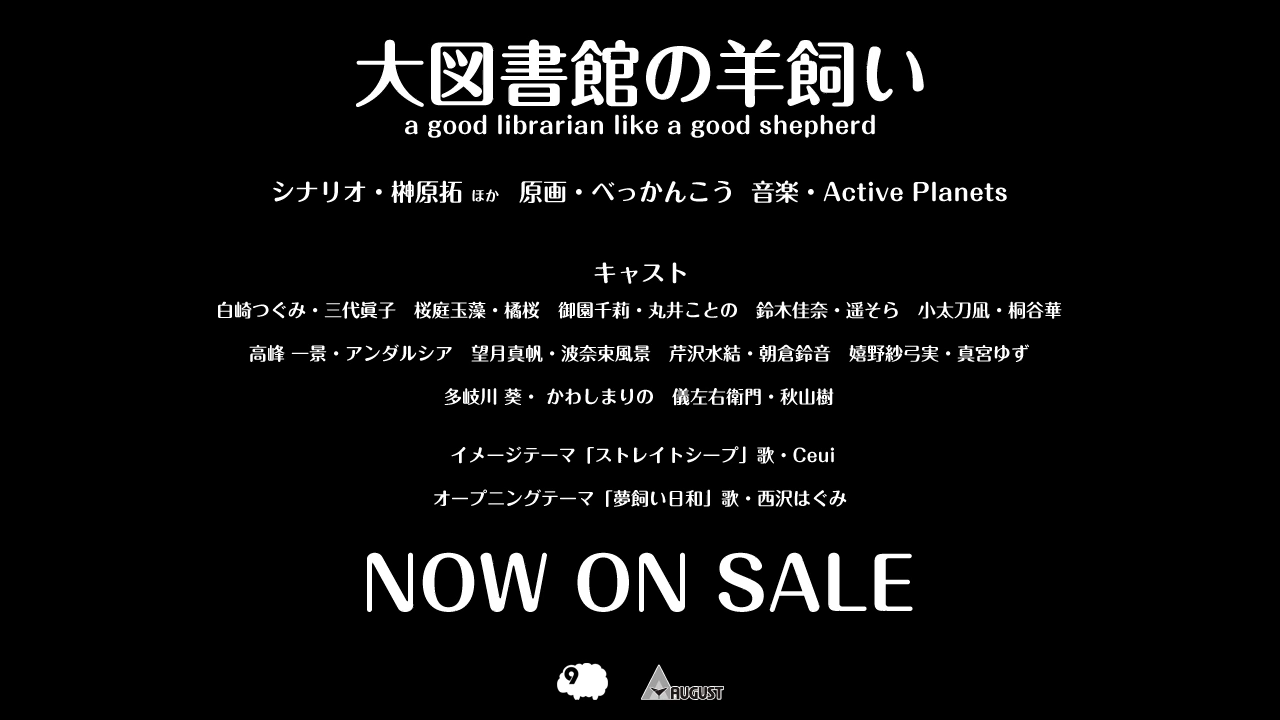 大図書館の羊飼い
a good librarian like a good shepherd
シナリオ・榊原拓 ほか　原画・べっかんこう　音楽・Active Planets
キャスト
白崎つぐみ・三代眞子　桜庭玉藻・橘桜　御園千莉・丸井ことの　鈴木佳奈・遥そら　小太刀凪・桐谷華
高峰 一景・アンダルシア　望月真帆・波奈束風景　芹沢水結・朝倉鈴音　嬉野紗弓実・真宮ゆず
多岐川 葵・ かわしまりの　儀左右衛門・秋山樹
イメージテーマ「ストレイトシープ」歌・Ceui
オープニングテーマ「夢飼い日和」歌・西沢はぐみ
NOW ON SALE
9
AUGUST